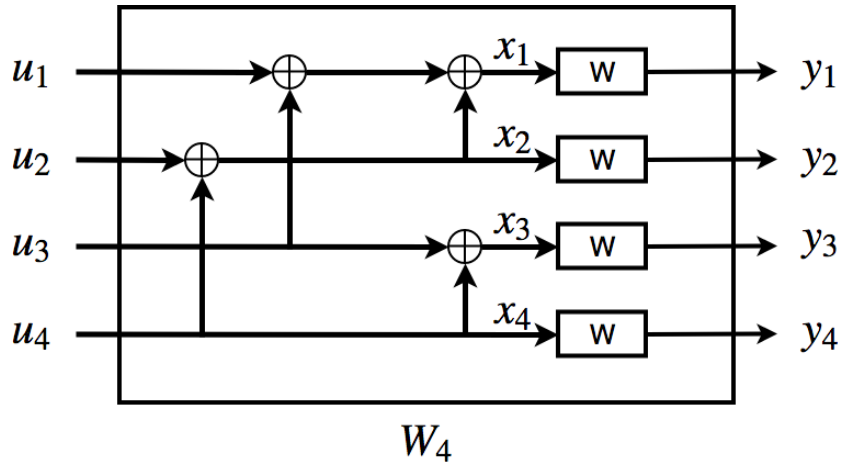 u₁ x₁ W y₁
u₂ x₂ W y₂
u₃ x₃ W y₃
u₄ x₄ W y₄
W₄